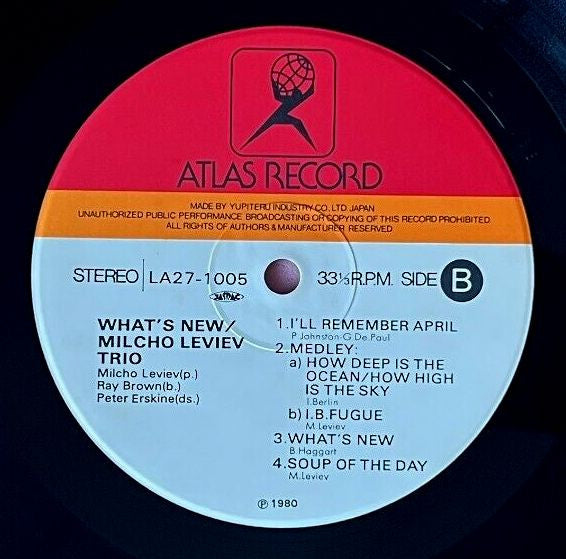 ATLAS RECORD
MADE BY YUPITERU INDUSTRY CO., LTD. JAPAN
UNAUTHORIZED PUBLIC PERFORMANCE BROADCASTING OR COPYING OF THIS RECORD PROHIBITED.
ALL RIGHTS OF AUTHORS & MANUFACTURER RESERVED
STEREO LA27-1005 33⅓R.P.M. SIDE B
JASRAC
WHAT'S NEW/
MILCHO LEVIEV
TRIO
Milcho Leviev(p.)
Ray Brown(b.)
Peter Erskine(ds.)
1.I'LL REMEMBER APRIL
P. Johnston-G. De. Paul
2.MEDLEY:
a) HOW DEEP IS THE
OCEAN/HOW HIGH
IS THE SKY
I.Berlin
b) I.B.FUGUE
M.Leviev
3.WHAT'S NEW
B.Haggart
4.SOUP OF THE DAY
M.Leviev
Ⓟ 1980